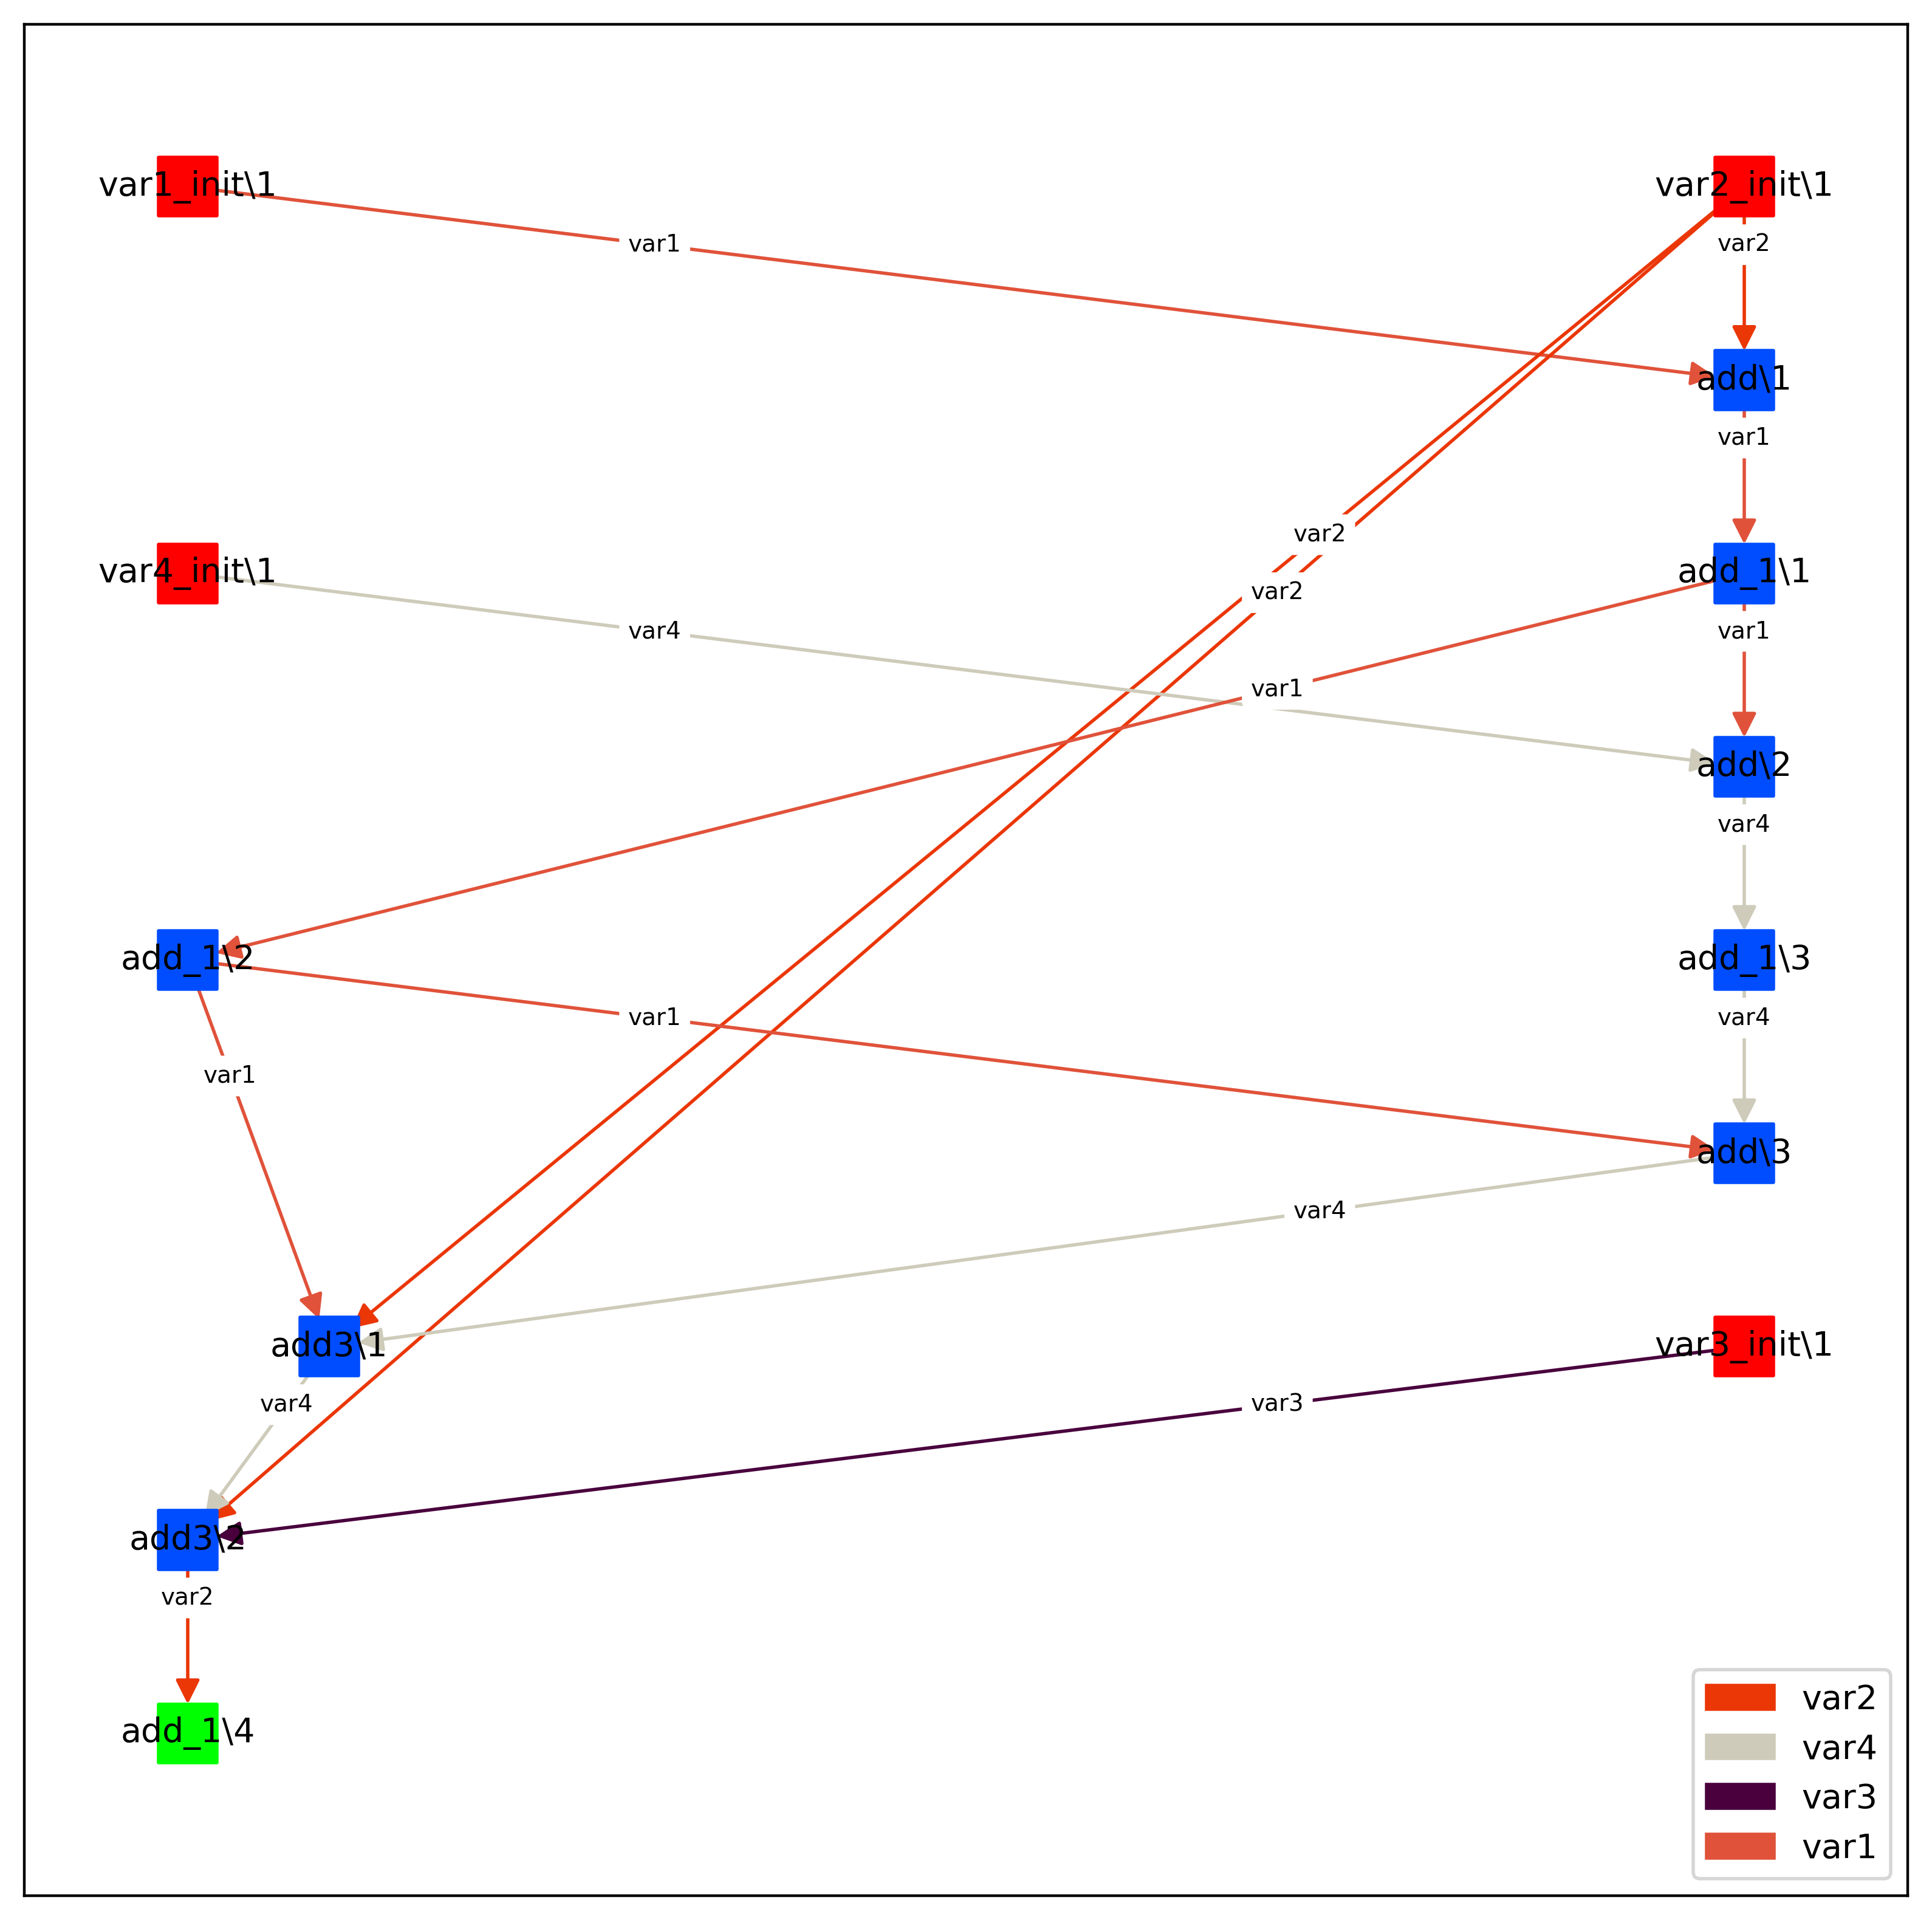 var1_init\1
var2_init\1
var1
var2
add\1
var1
var2
var4_init\1
add_1\1
var2
var4
var1
var1
add\2
var4
add_1\2
add_1\3
var1
var4
var1
add\3
var4
add3\1
var3_init\1
var4
var3
add3\2
var2
add_1\4
var2
var4
var3
var1